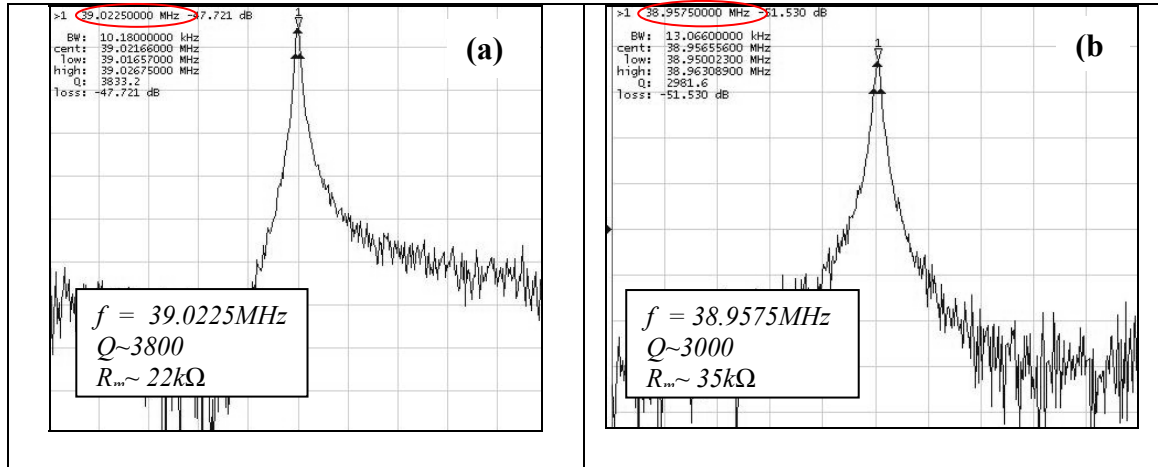 >1 39.02250000 MHz -47.721 dB
BW: 10.18000000 kHz
cent: 39.02166000 MHz
low: 39.01657000 MHz
high: 39.02675000 MHz
Q: 3833.2
loss: -47.721 dB
1
(a)
f = 39.0225MHz
Q~3800
Rm~ 22kΩ
>1 38.95750000 MHz -51.530 dB
BW: 13.06600000 kHz
cent: 38.95655600 MHz
low: 38.95002300 MHz
high: 38.96308900 MHz
Q: 2981.6
loss: -51.530 dB
1
(b)
f = 38.9575MHz
Q~3000
Rm~ 35kΩ